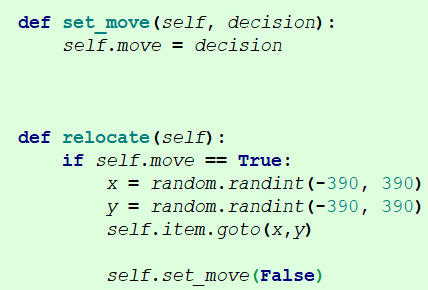 def set_move(self, decision):
    self.move = decision
def relocate(self):
    if self.move == True:
        x = random.randint(-390, 390)
        y = random.randint(-390, 390)
        self.item.goto(x,y)
        self.set_move(False)